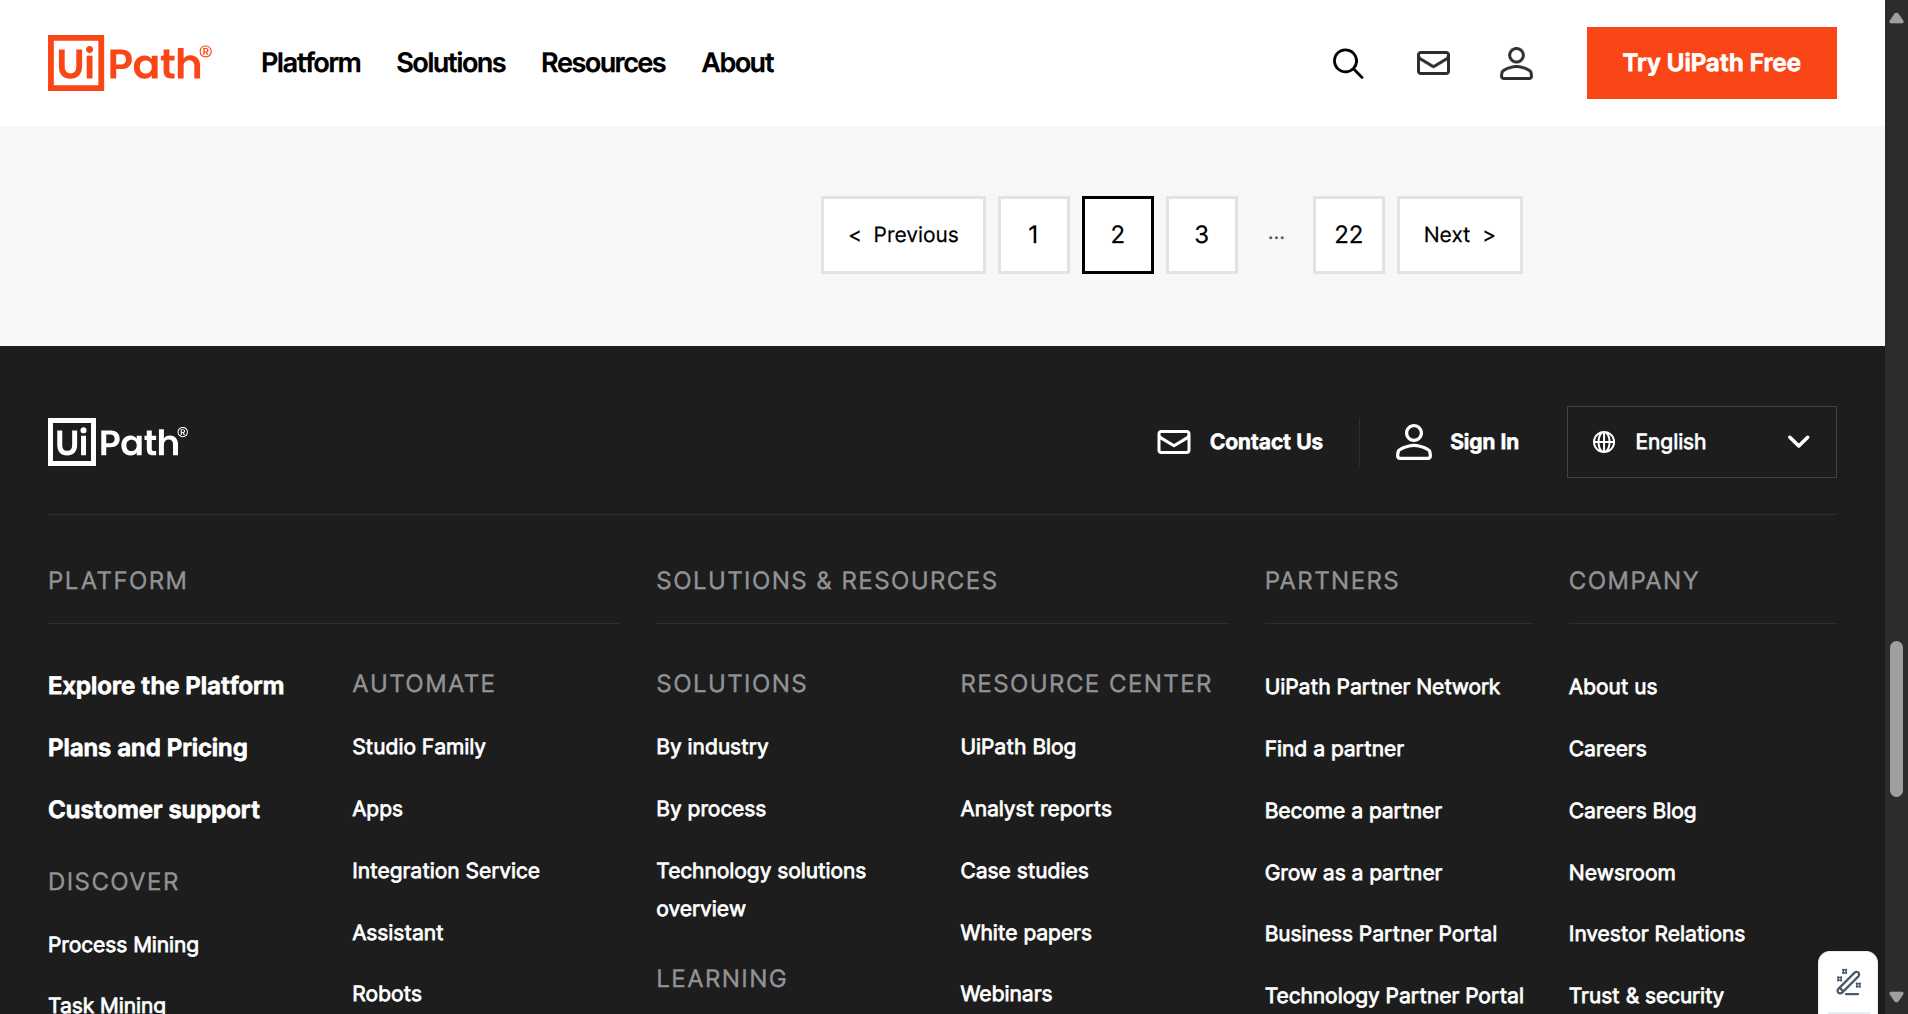 UiPath®
Platform
Solutions
Resources
About
Try UiPath Free
< Previous
1
2
3
...
22
Next >
UiPath®
Contact Us
Sign In
English
PLATFORM
Explore the Platform
Plans and Pricing
Customer support
DISCOVER
Process Mining
Task Mining
AUTOMATE
Studio Family
Apps
Integration Service
Assistant
Robots
SOLUTIONS & RESOURCES
SOLUTIONS
By industry
By process
Technology solutions
overview
LEARNING
RESOURCE CENTER
UiPath Blog
Analyst reports
Case studies
White papers
Webinars
PARTNERS
UiPath Partner Network
Find a partner
Become a partner
Grow as a partner
Business Partner Portal
Technology Partner Portal
COMPANY
About us
Careers
Careers Blog
Newsroom
Investor Relations
Trust & security